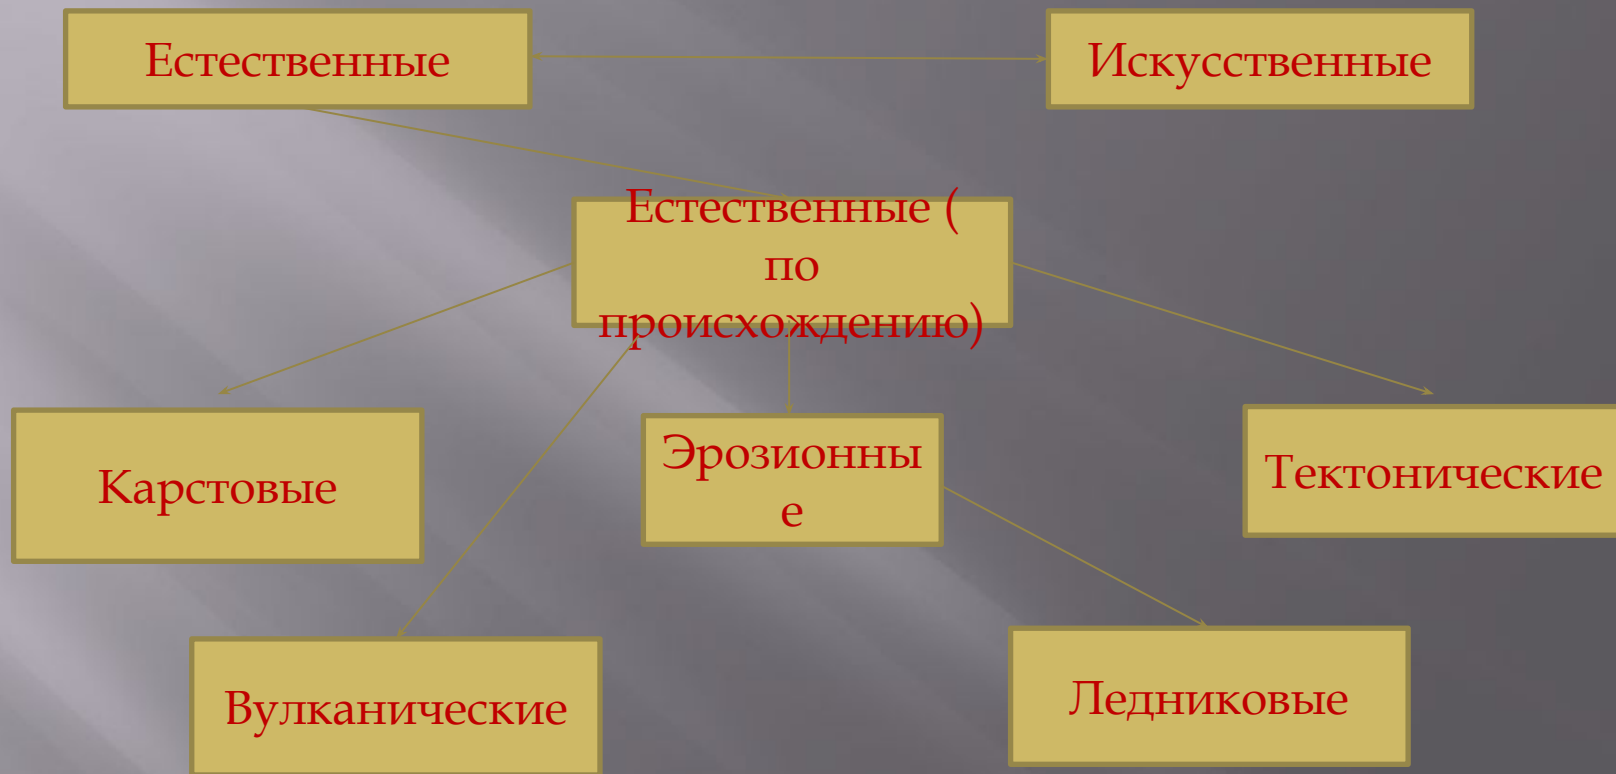 Естественные
Искусственные
Естественные (
по
происхождению)
Карстовые
Эрозионны
е
Тектонические
Вулканические
Ледниковые